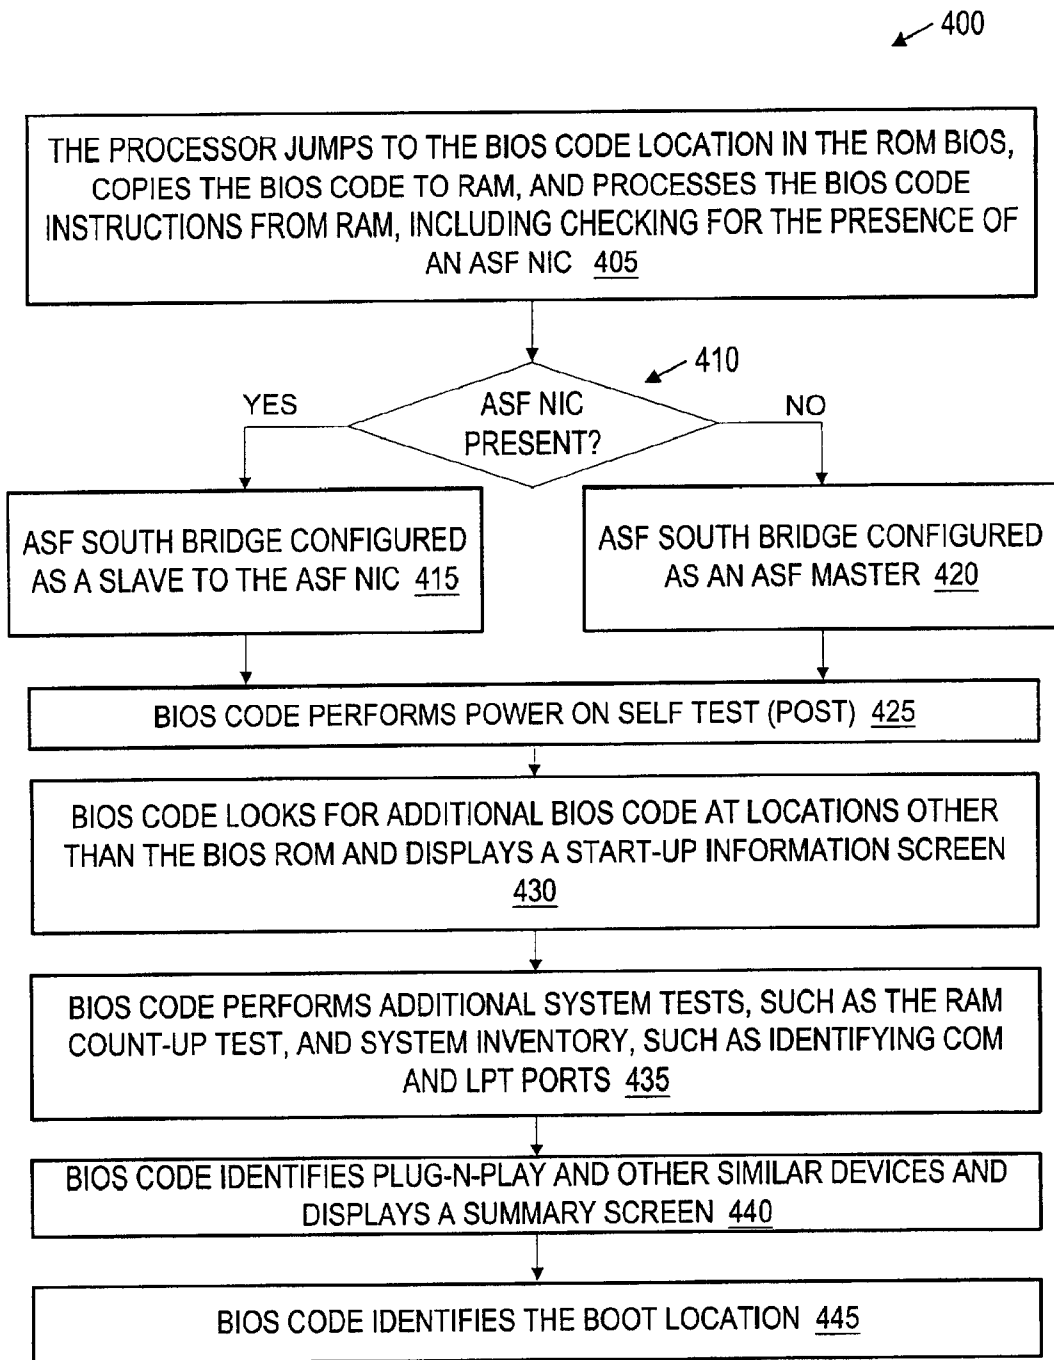 400
THE PROCESSOR JUMPS TO THE BIOS CODE LOCATION IN THE ROM BIOS,
COPIES THE BIOS CODE TO RAM, AND PROCESSES THE BIOS CODE
INSTRUCTIONS FROM RAM, INCLUDING CHECKING FOR THE PRESENCE OF
AN ASF NIC 405
410
YES
ASF NIC
PRESENT?
NO
ASF SOUTH BRIDGE CONFIGURED
AS A SLAVE TO THE ASF NIC 415
ASF SOUTH BRIDGE CONFIGURED
AS AN ASF MASTER 420
BIOS CODE PERFORMS POWER ON SELF TEST (POST) 425
BIOS CODE LOOKS FOR ADDITIONAL BIOS CODE AT LOCATIONS OTHER
THAN THE BIOS ROM AND DISPLAYS A START-UP INFORMATION SCREEN
430
BIOS CODE PERFORMS ADDITIONAL SYSTEM TESTS, SUCH AS THE RAM
COUNT-UP TEST, AND SYSTEM INVENTORY, SUCH AS IDENTIFYING COM
AND LPT PORTS 435
BIOS CODE IDENTIFIES PLUG-N-PLAY AND OTHER SIMILAR DEVICES AND
DISPLAYS A SUMMARY SCREEN 440
BIOS CODE IDENTIFIES THE BOOT LOCATION 445